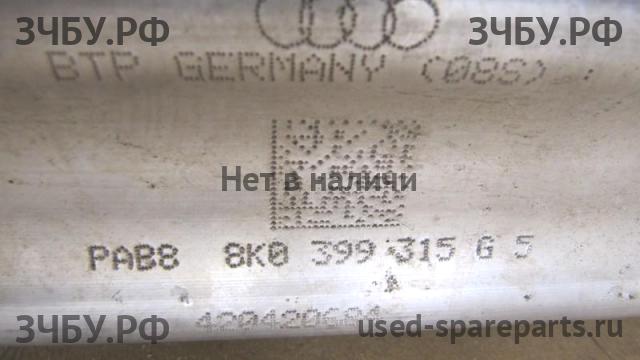 ЗЧБУ.РФ ЗЧБУ.РФ
BTP GERMANY (08S)
Нет в наличи
PAB8 8K0 399 315 G 5
ЗЧБУ.РФ
used-spareparts.ru